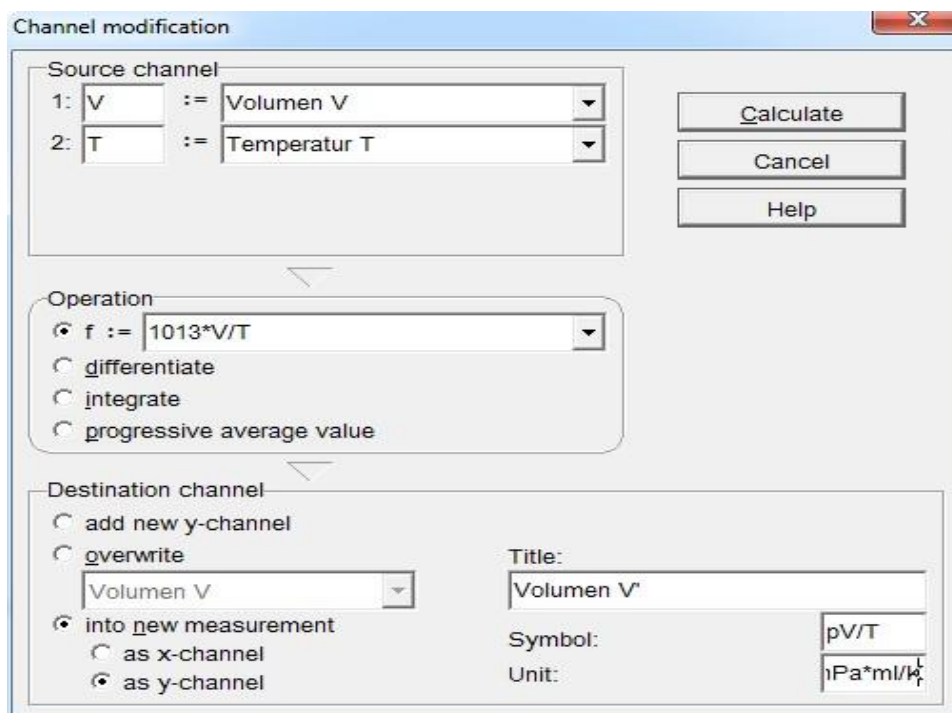 Channel modification
Source channel
1: V := Volumen V
2: T := Temperatur T
Calculate
Cancel
Help
Operation
f := 1013*V/T
differentiate
integrate
progressive average value
Destination channel
add new y-channel
overwrite
Volumen V
into new measurement
as x-channel
as y-channel
Title:
Volumen V'
Symbol: pV/T
Unit: